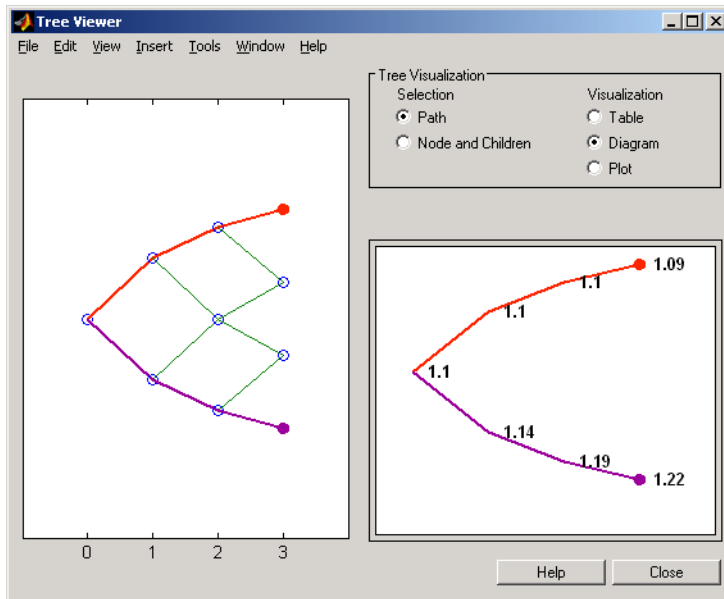 Tree Viewer
File Edit View Insert Tools Window Help
Tree Visualization
Selection
Path
Node and Children
Visualization
Table
Diagram
Plot
0 1 2 3
1.09
1.1
1.1
1.1
1.14
1.19
1.22
Help Close